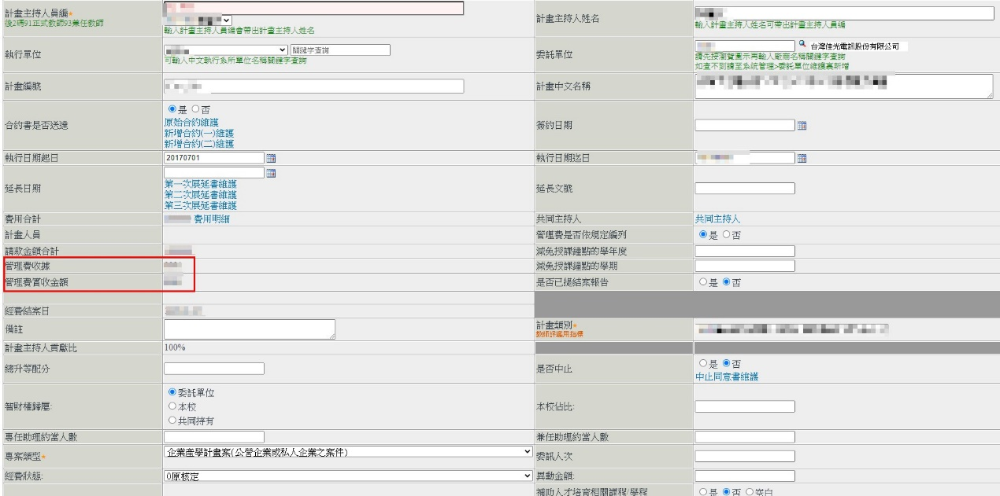 計畫主持人員編*
後2碼91正式教師93兼任教師
輸入計畫主持人員編會帶出計畫主持人姓名
計畫主持人姓名
輸入計畫主持人姓名可帶出計畫主持人員編
執行單位
關鍵字查詢
可輸入中文執行系所單位名稱關鍵字查詢
委託單位
台灣佳光電訊股份有限公司
請先按瀏覽圖示再輸入廠商名稱關鍵字查詢
如查不到請至系統管理>委託單位維護裏新增
計畫編號
計畫中文名稱
合約書是否送達
是 否
原始合約維護
新增合約(一)維護
新增合約(二)維護
簽約日期
執行日期起日
20170701
執行日期迄日
延長日期
第一次展延書維護
第二次展延書維護
第三次展延書維護
延長文號
費用合計
費用明細
共同主持人
共同主持人
計畫人員
管理費是否依規定編列
是 否
請款金額合計
減免授課鐘點的學年度
管理費收據
減免授課鐘點的學期
管理費實收金額
是否已提結案報告
是 否
經費結案日
備註
計畫類別*
教師評鑑用指標
計畫主持人貢獻比
100%
總升等配分
是否中止
是 否
中止同意書維護
智財權歸屬:
委託單位
本校
共同持有
本校佔比:
專任助理約當人數
兼任助理約當人數
專案類型*
企業產學計畫案(公營企業或私人企業之案件)
委訊人次
經費狀態:
0原核定
異動金額:
補助人才培育相關課程/學程
是 否 空白